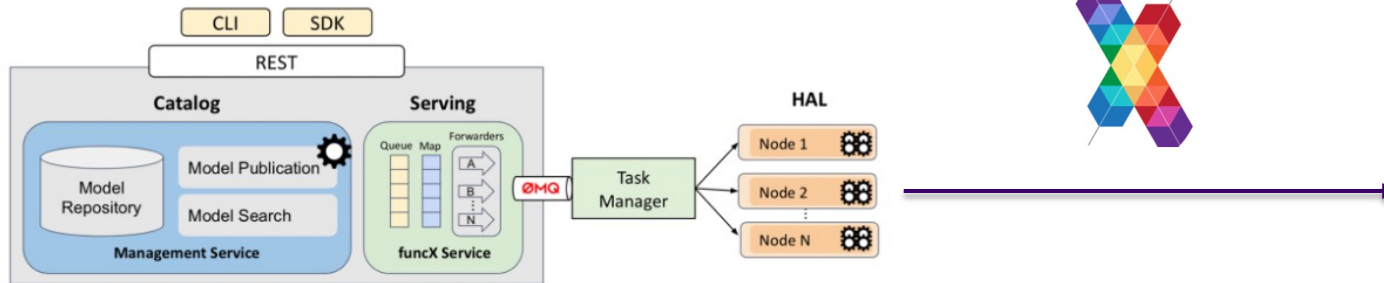 CLI
SDK
REST
Catalog
Serving
HAL
Model Repository
Model Publication
Model Search
Management Service
Queue
Map
Forwarders
A
B
N
funcX Service
ØMQ
Task
Manager
Node 1
Node 2
Node N